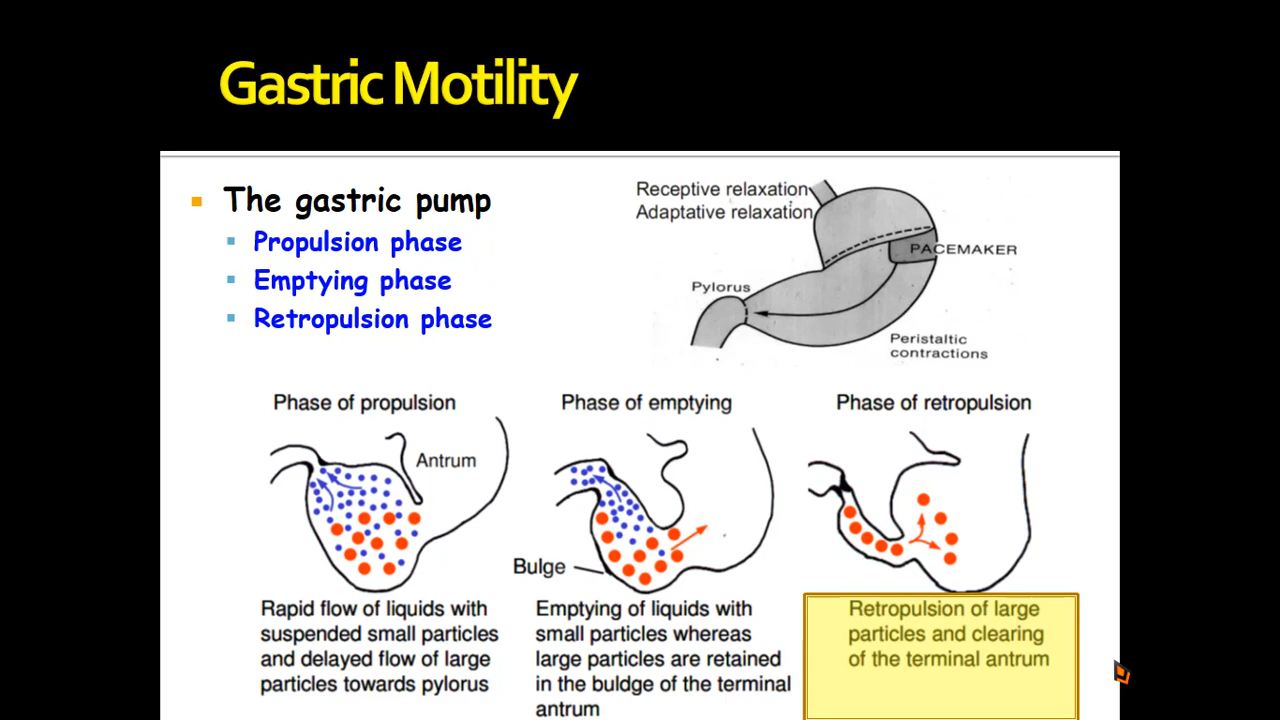 Gastric Motility
The gastric pump
Propulsion phase
Emptying phase
Retropulsion phase
Receptive relaxation
Adaptative relaxation
PACEMAKER
Pylorus
Peristaltic
contractions
Phase of propulsion
Antrum
Rapid flow of liquids with
suspended small particles
and delayed flow of large
particles towards pylorus
Phase of emptying
Bulge
Emptying of liquids with
small particles whereas
large particles are retained
in the buldge of the terminal
antrum
Phase of retropulsion
Retropulsion of large
particles and clearing
of the terminal antrum